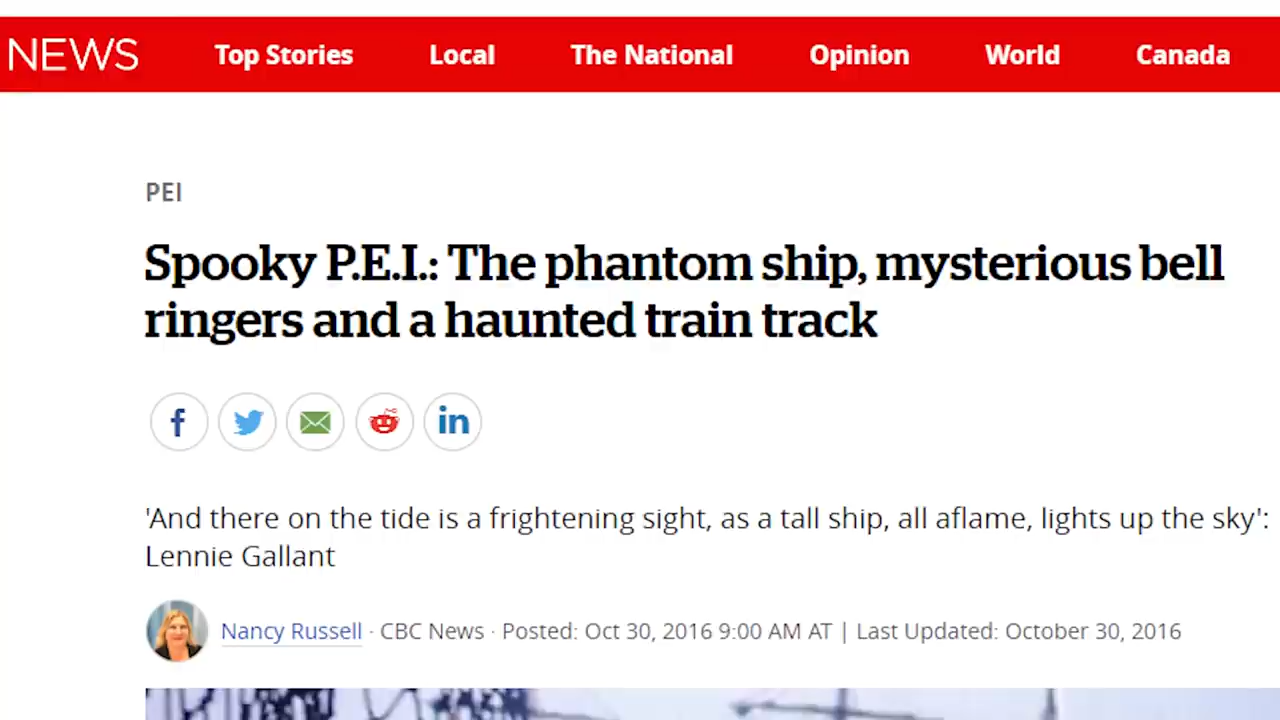 NEWS Top Stories Local The National Opinion World Canada
PEI
Spooky P.E.I.: The phantom ship, mysterious bell
ringers and a haunted train track
f in
'And there on the tide is a frightening sight, as a tall ship, all aflame, lights up the sky':
Lennie Gallant
Nancy Russell · CBC News · Posted: Oct 30, 2016 9:00 AM AT | Last Updated: October 30, 2016